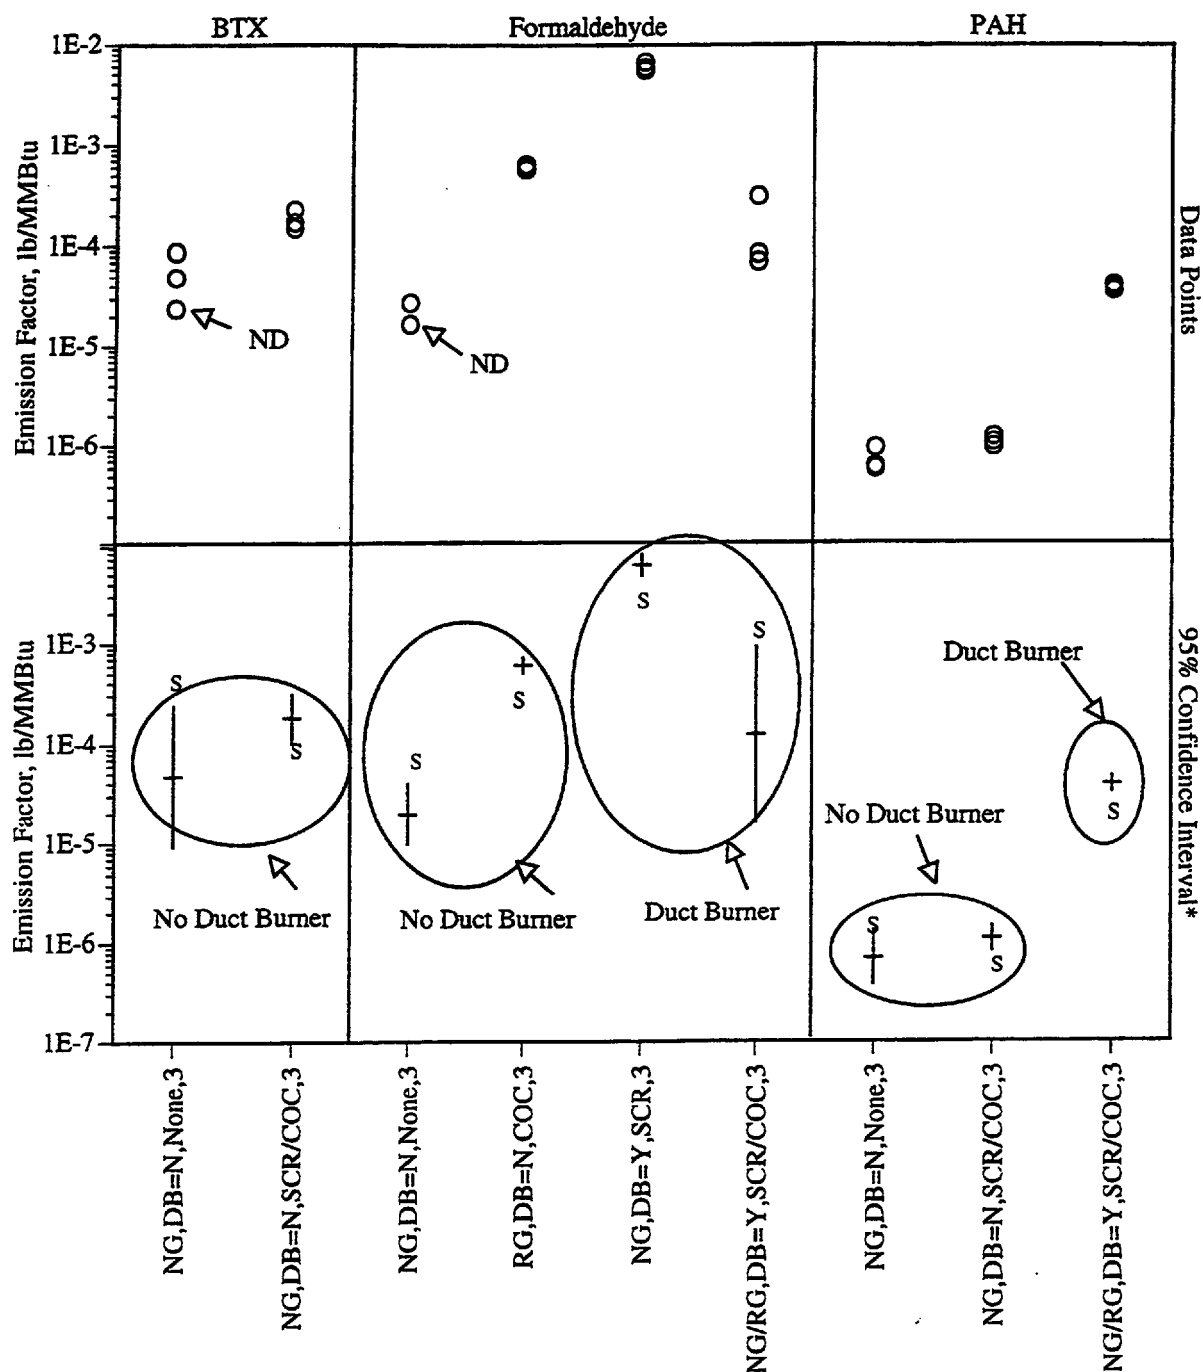 BTX
Formaldehyde
PAH
1E-2
1E-3
1E-4
1E-5
1E-6
Emission Factor, lb/MMBtu
ND
ND
Data Points
1E-3
1E-4
1E-5
1E-6
1E-7
Emission Factor, lb/MMBtu
S
S
S
S
S
S
S
S
S
No Duct Burner
No Duct Burner
Duct Burner
No Duct Burner
Duct Burner
95% Confidence Interval*
NG,DB=N,None,3
NG,DB=N,SCR/COC,3
NG,DB=N,None,3
RG,DB=N,COC,3
NG,DB=Y,SCR,3
NG/RG,DB=Y,SCR/COC,3
NG,DB=N,None,3
NG,DB=N,SCR/COC,3
NG/RG,DB=Y,SCR/COC,3